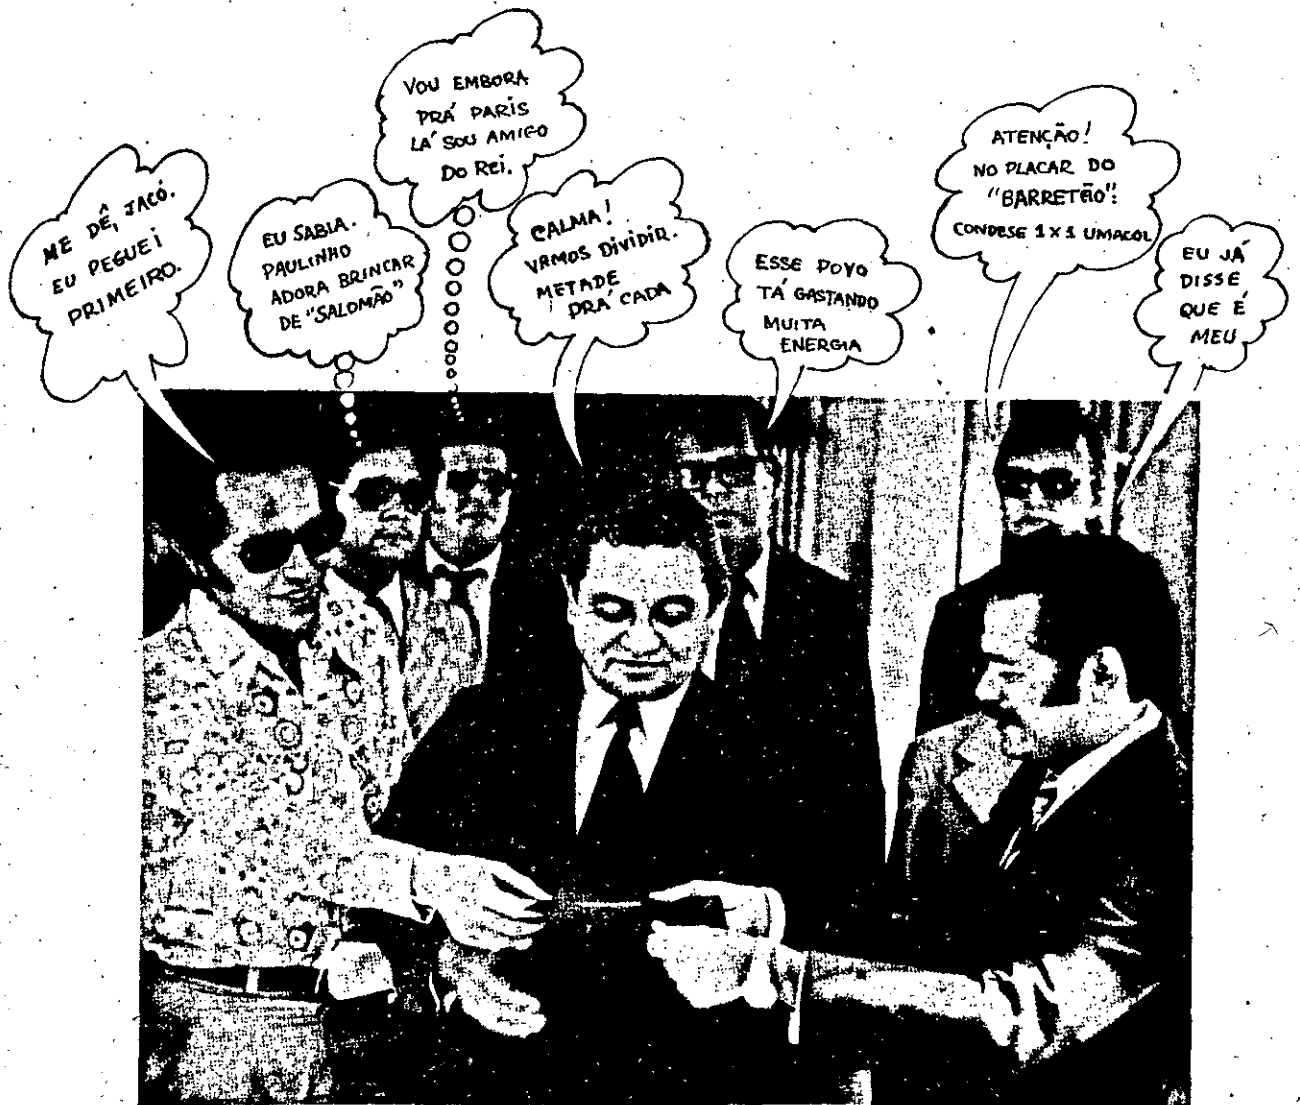 ME DÊ, JACÓ.
EU PEGUEI
PRIMEIRO.
EU SABIA.
PAULINHO
ADORA BRINCAR
DE "SALOMÃO"
VOU EMBORA
PRÁ PARIS
LÁ SOU AMIGO
DO REI.
CALMA!
VAMOS DIVIDIR.
METADE
PRÁ CADA
ESSE POVO
TÁ GASTANDO
MUITA
ENERGIA
ATENÇÃO!
NO PLACAR DO
"BARRETÃO":
CONDESE 1 X 1 UMACOL
EU JÁ
DISSE
QUE É
MEU